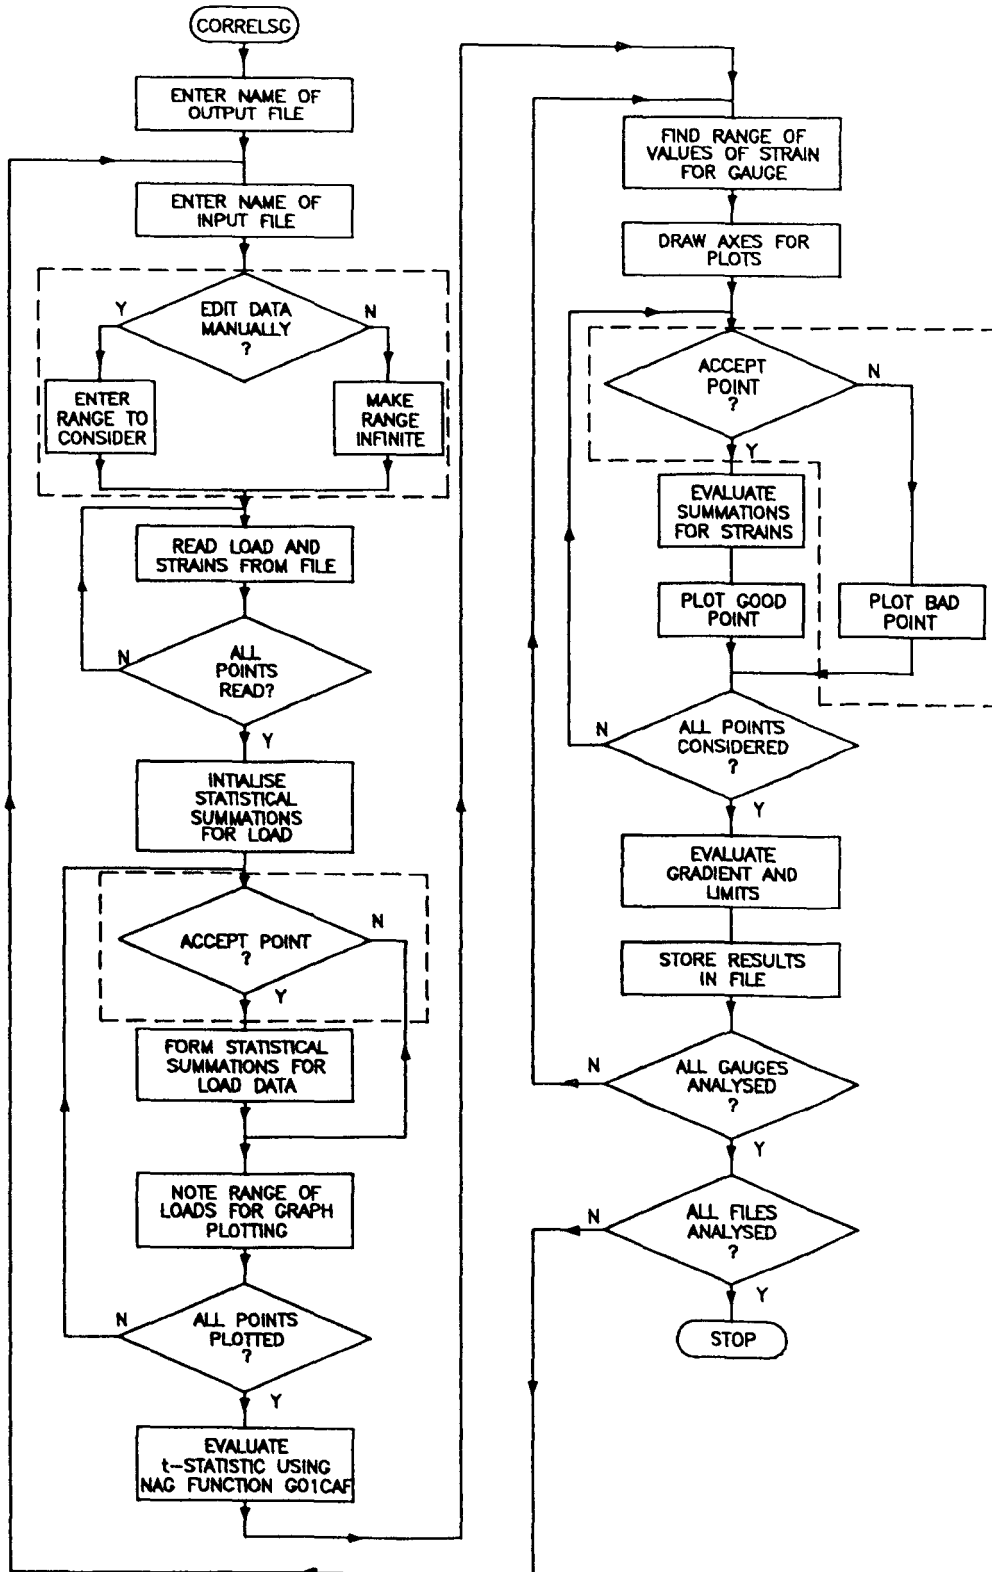 CORRELSG
ENTER NAME OF
OUTPUT FILE
ENTER NAME OF
INPUT FILE
EDIT DATA
MANUALLY
?
Y
N
ENTER
RANGE TO
CONSIDER
MAKE
RANGE
INFINITE
READ LOAD AND
STRAINS FROM FILE
ALL
POINTS
READ?
N
Y
INTIALISE
STATISTICAL
SUMMATIONS
FOR LOAD
ACCEPT POINT
?
N
Y
FORM STATISTICAL
SUMMATIONS FOR
LOAD DATA
NOTE RANGE OF
LOADS FOR GRAPH
PLOTTING
ALL POINTS
PLOTTED
?
N
Y
EVALUATE
t-STATISTIC USING
NAG FUNCTION G01CAF
FIND RANGE OF
VALUES OF STRAIN
FOR GAUGE
DRAW AXES FOR
PLOTS
ACCEPT
POINT
?
N
Y
EVALUATE
SUMMATIONS
FOR STRAINS
PLOT GOOD
POINT
PLOT BAD
POINT
ALL POINTS
CONSIDERED
?
N
Y
EVALUATE
GRADIENT AND
LIMITS
STORE RESULTS
IN FILE
ALL GAUGES
ANALYSED
?
N
Y
ALL FILES
ANALYSED
?
N
Y
STOP